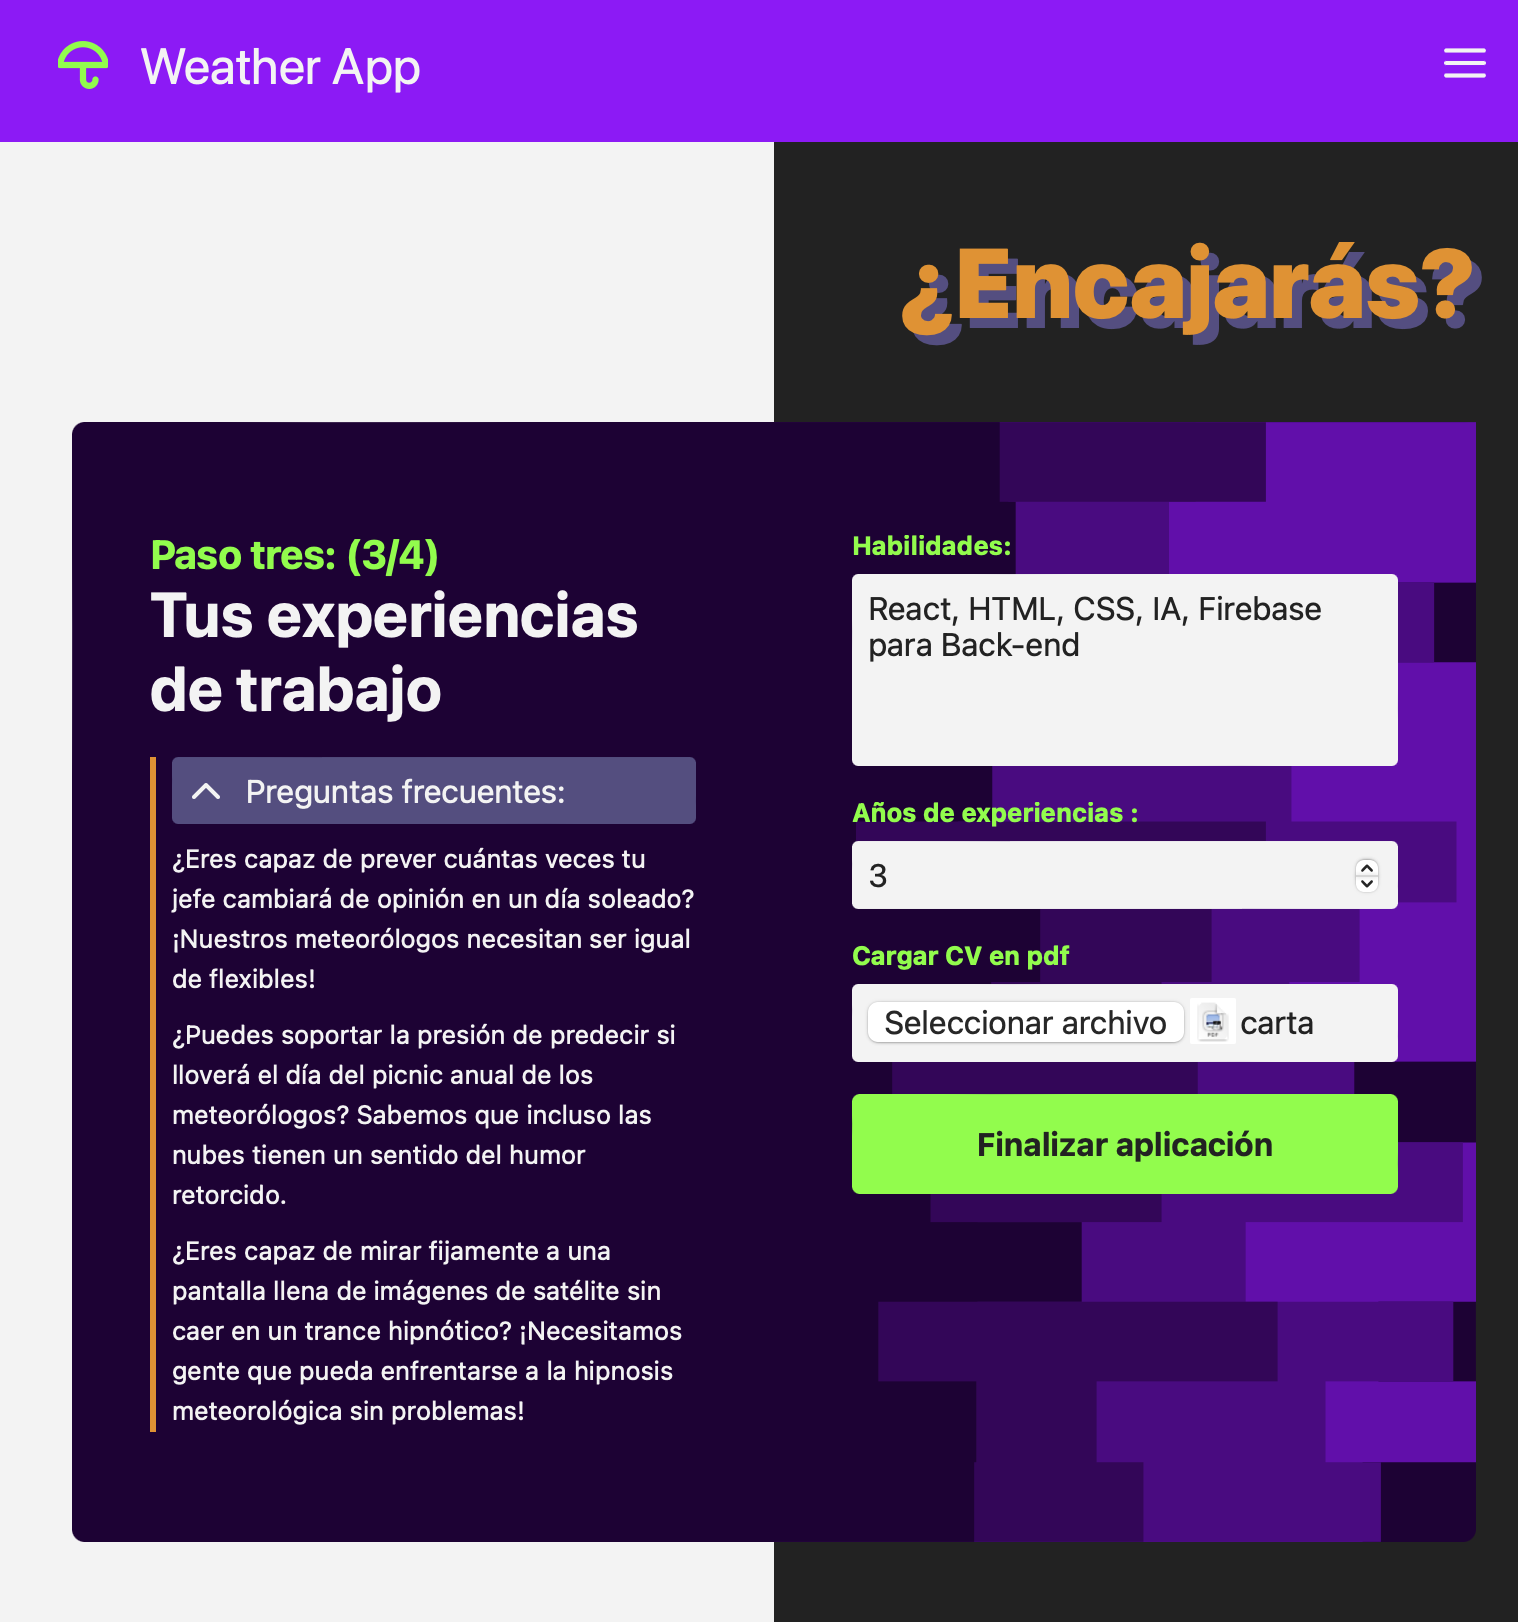 Weather App
¿Encajarás?
Paso tres: (3/4)
Tus experiencias
de trabajo
Preguntas frecuentes:
¿Eres capaz de prever cuántas veces tu
jefe cambiará de opinión en un día soleado?
¡Nuestros meteorólogos necesitan ser igual
de flexibles!
¿Puedes soportar la presión de predecir si
lloverá el día del picnic anual de los
meteorólogos? Sabemos que incluso las
nubes tienen un sentido del humor
retorcido.
¿Eres capaz de mirar fijamente a una
pantalla llena de imágenes de satélite sin
caer en un trance hipnótico? ¡Necesitamos
gente que pueda enfrentarse a la hipnosis
meteorológica sin problemas!
Habilidades:
React, HTML, CSS, IA, Firebase
para Back-end
Años de experiencias :
3
Cargar CV en pdf
Seleccionar archivo PDF carta
Finalizar aplicación